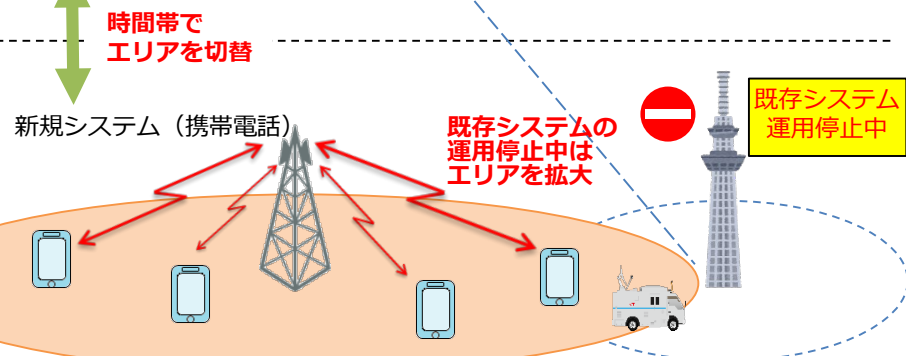 時間帯で
エリアを切替
新規システム（携帯電話）
既存システムの
運用停止中は
エリアを拡大
既存システム
運用停止中